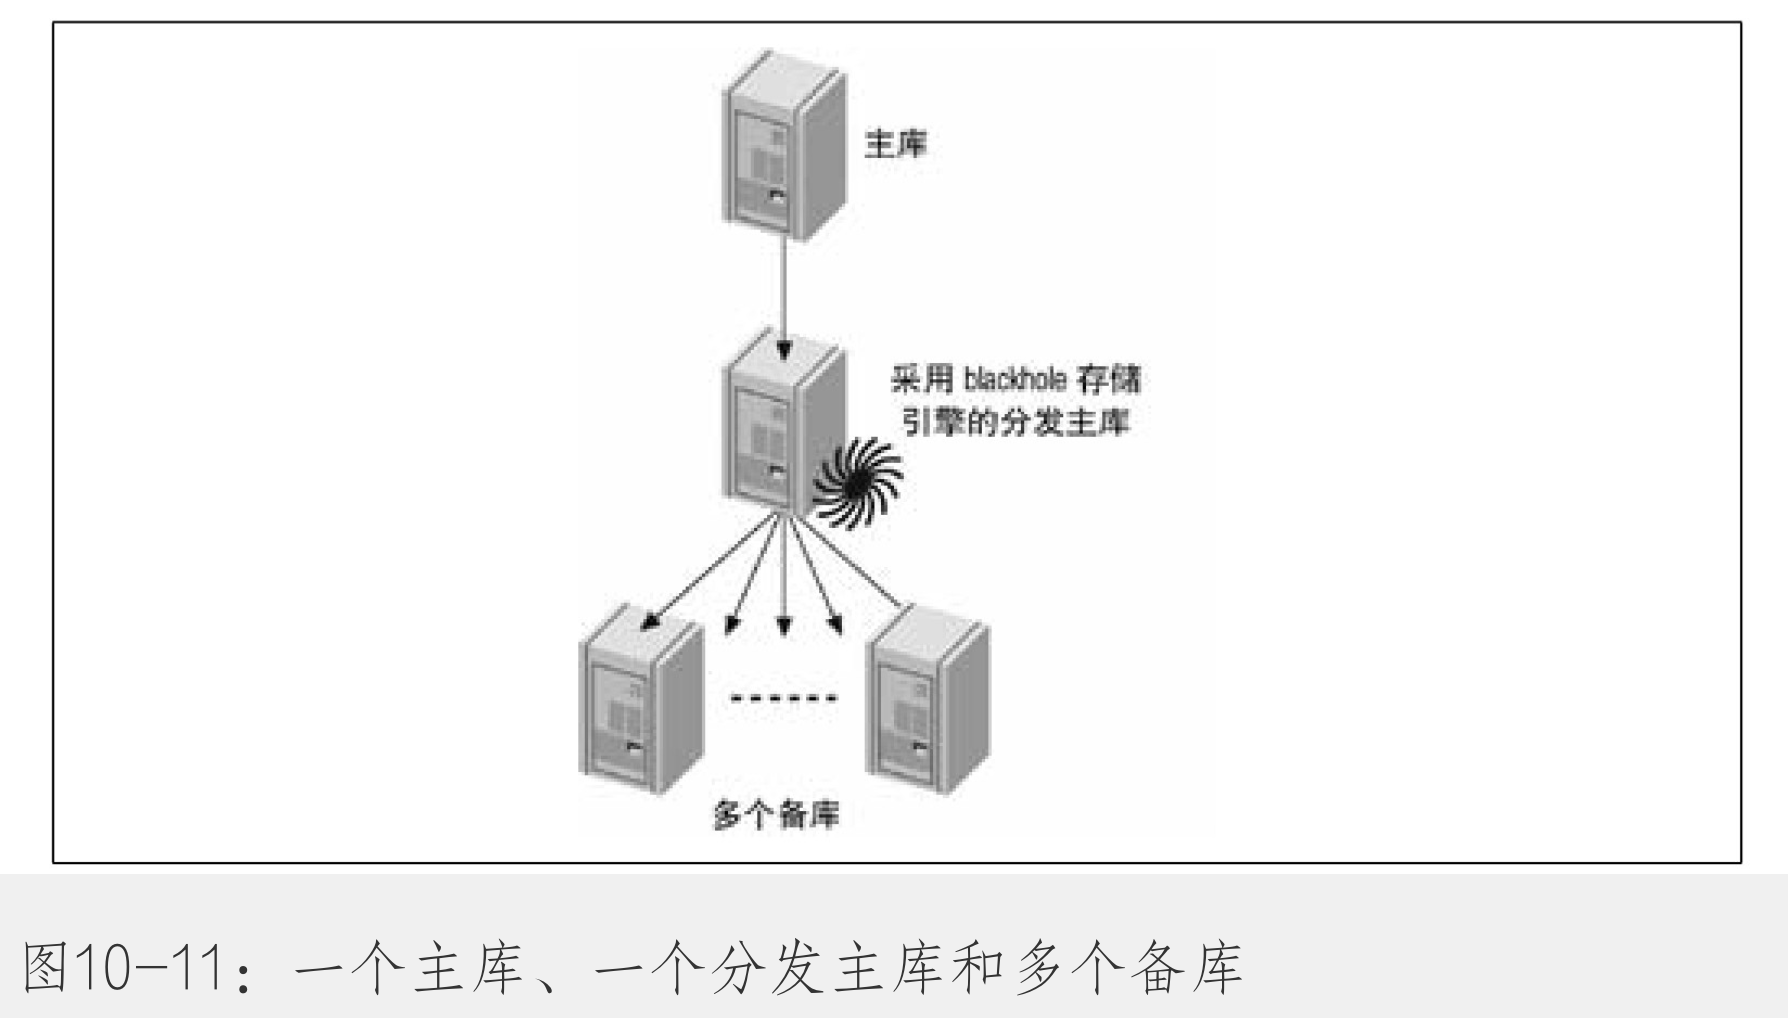 主库
采用 blackhole 存储
引擎的分发主库
多个备库
图10-11：一个主库、一个分发主库和多个备库